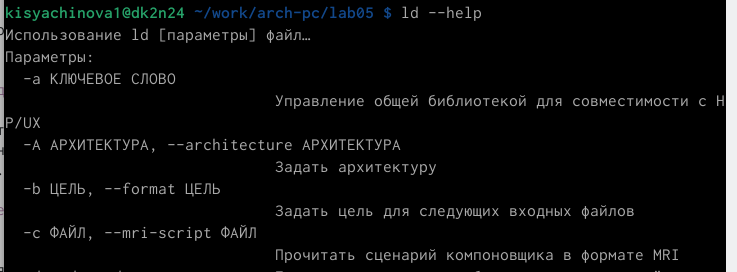 kisyachinova1@dk2n24 ~/work/arch-pc/lab05 $ ld --help
Использование ld [параметры] файл…
Параметры:
-a КЛЮЧЕВОЕ СЛОВО
Управление общей библиотекой для совместимости с H
P/UX
-A АРХИТЕКТУРА, --architecture АРХИТЕКТУРА
Задать архитектуру
-b ЦЕЛЬ, --format ЦЕЛЬ
Задать цель для следующих входных файлов
-c ФАЙЛ, --mri-script ФАЙЛ
Прочитать сценарий компоновщика в формате MRI